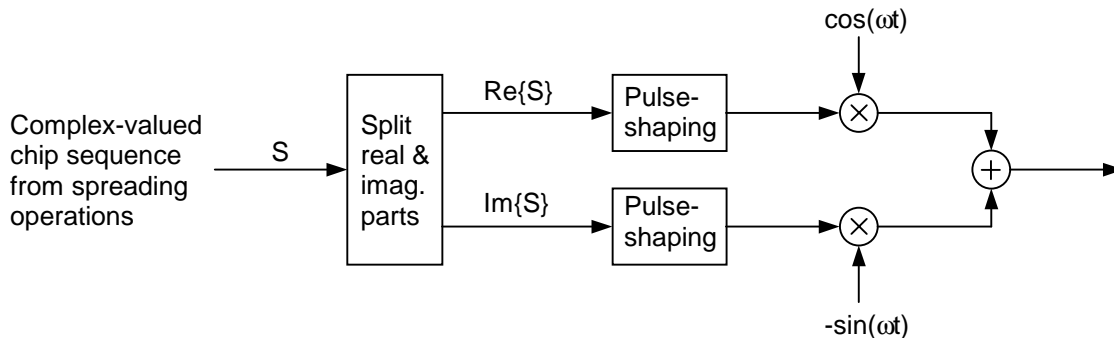 cos(ωt)
Complex-valued
chip sequence
from spreading
operations
S
Split
real &
imag.
parts
Re{S}
Im{S}
Pulse-
shaping
Pulse-
shaping
-sin(ωt)